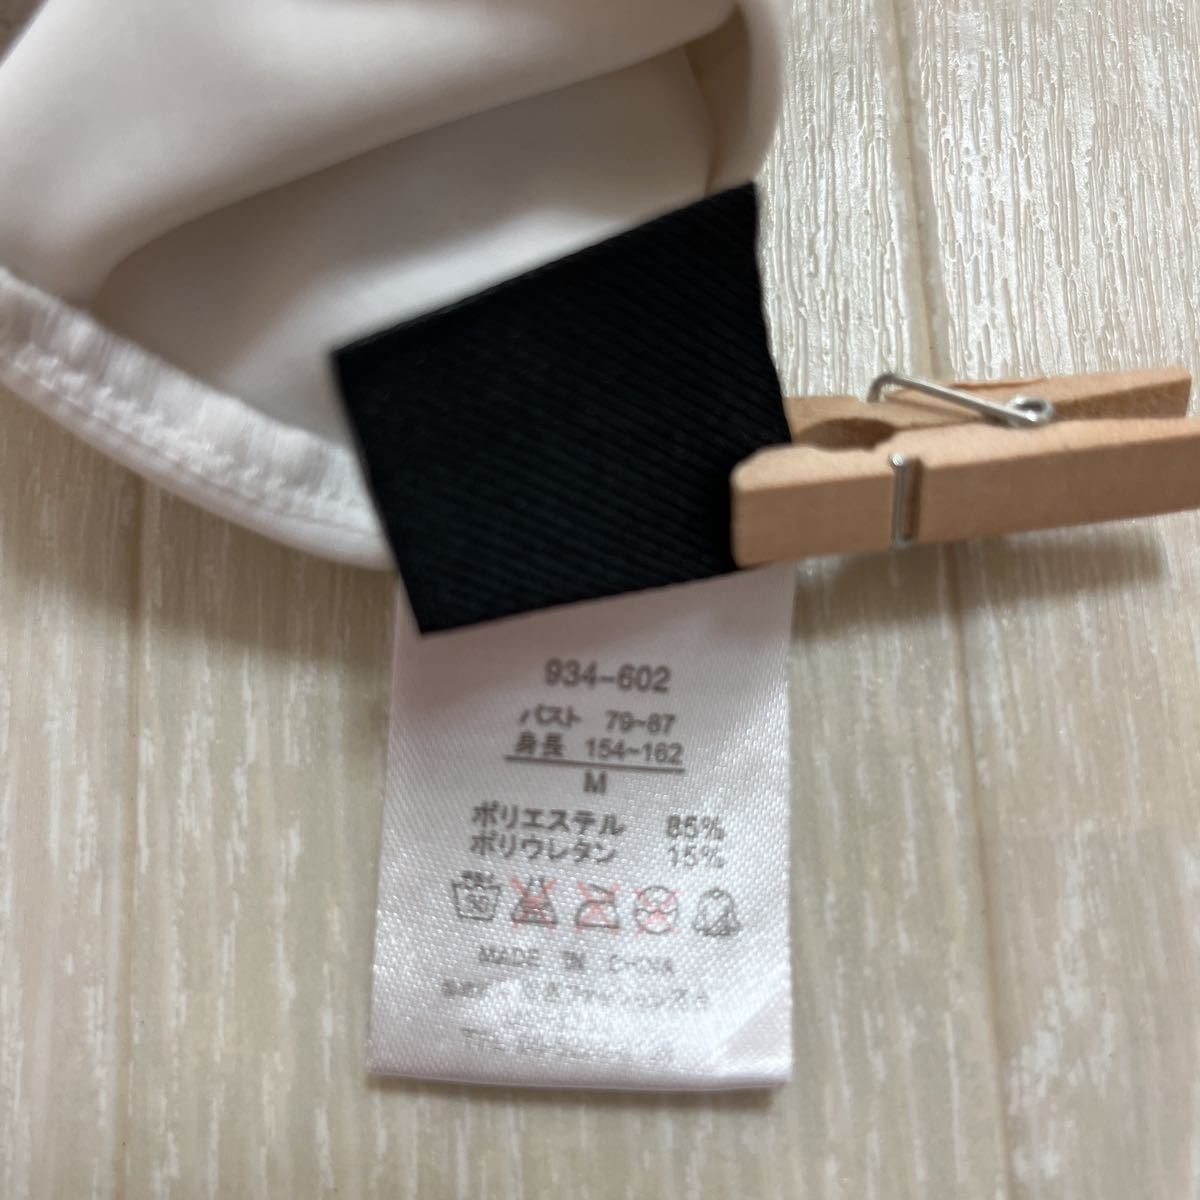 934-602
バスト 79~87
身長 154~162
M
ポリエステル 85%
ポリウレタン 15%
30
MADE IN CHINA